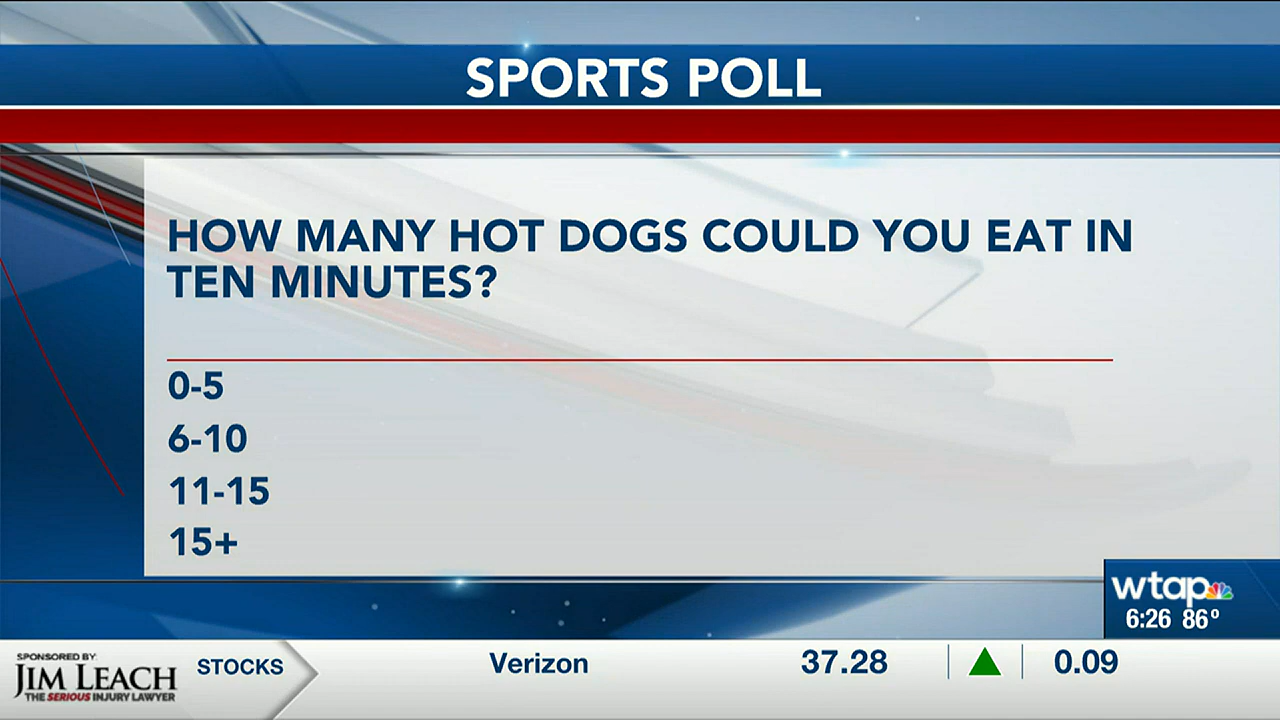 SPORTS POLL
HOW MANY HOT DOGS COULD YOU EAT IN
TEN MINUTES?
0-5
6-10
11-15
15+
wtap
6:26 86°
SPONSORED BY:
JIM LEACH
THE SERIOUS INJURY LAWYER
STOCKS
Verizon 37.28 0.09